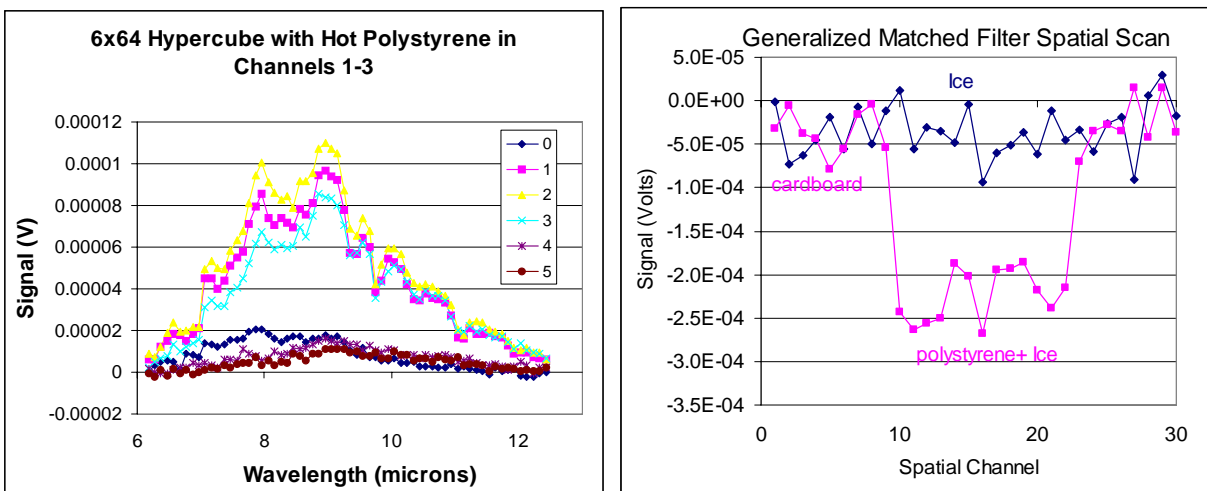 6x64 Hypercube with Hot Polystyrene in
Channels 1-3
0.00012
0.0001
0.00008
0.00006
0.00004
0.00002
0
-0.00002
Signal (V)
0
1
2
3
4
5
6
8
10
12
Wavelength (microns)
Generalized Matched Filter Spatial Scan
5.0E-05
0.0E+00
-5.0E-05
-1.0E-04
-1.5E-04
-2.0E-04
-2.5E-04
-3.0E-04
-3.5E-04
Signal (Volts)
Ice
cardboard
polystyrene+ Ice
0
10
20
30
Spatial Channel